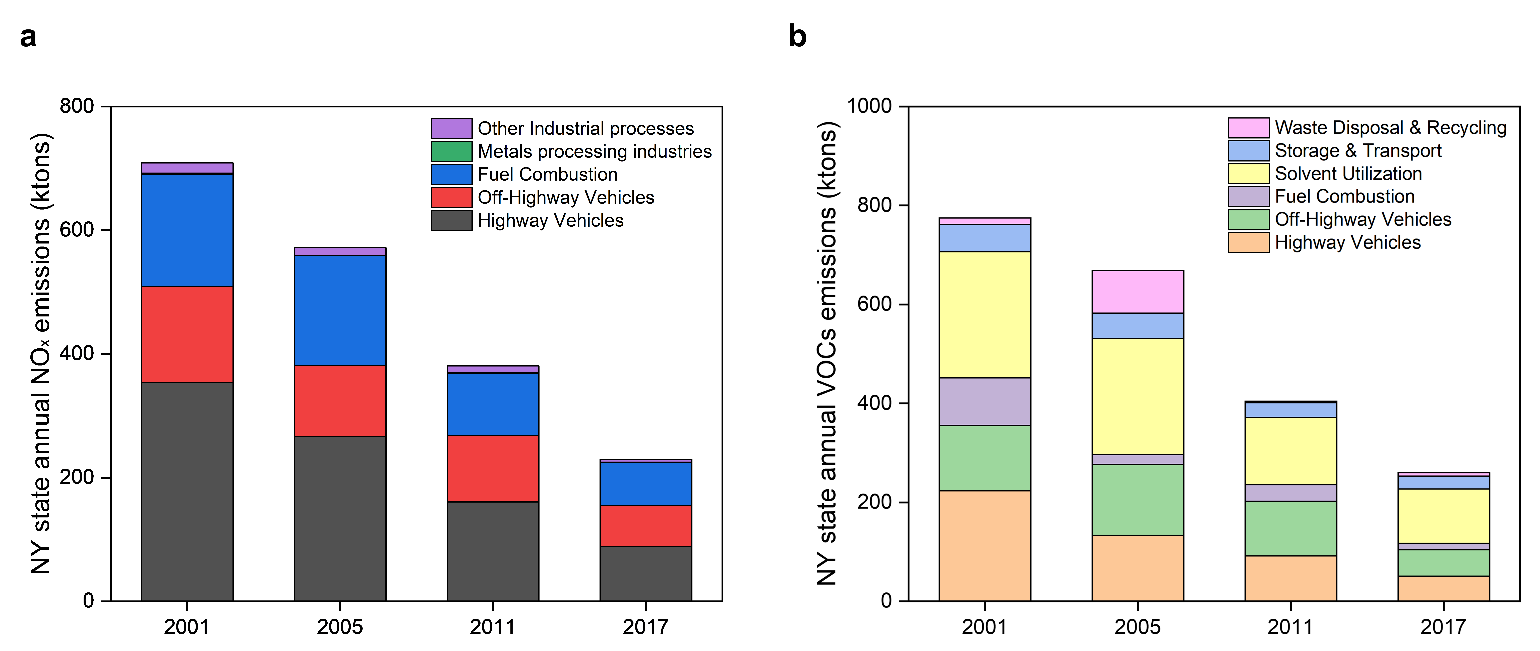 a
NY state annual NOx emissions (ktons)
800
600
400
200
0
Other Industrial processes
Metals processing industries
Fuel Combustion
Off-Highway Vehicles
Highway Vehicles
2001 2005 2011 2017
b
NY state annual VOCs emissions (ktons)
1000
800
600
400
200
0
Waste Disposal & Recycling
Storage & Transport
Solvent Utilization
Fuel Combustion
Off-Highway Vehicles
Highway Vehicles
2001 2005 2011 2017